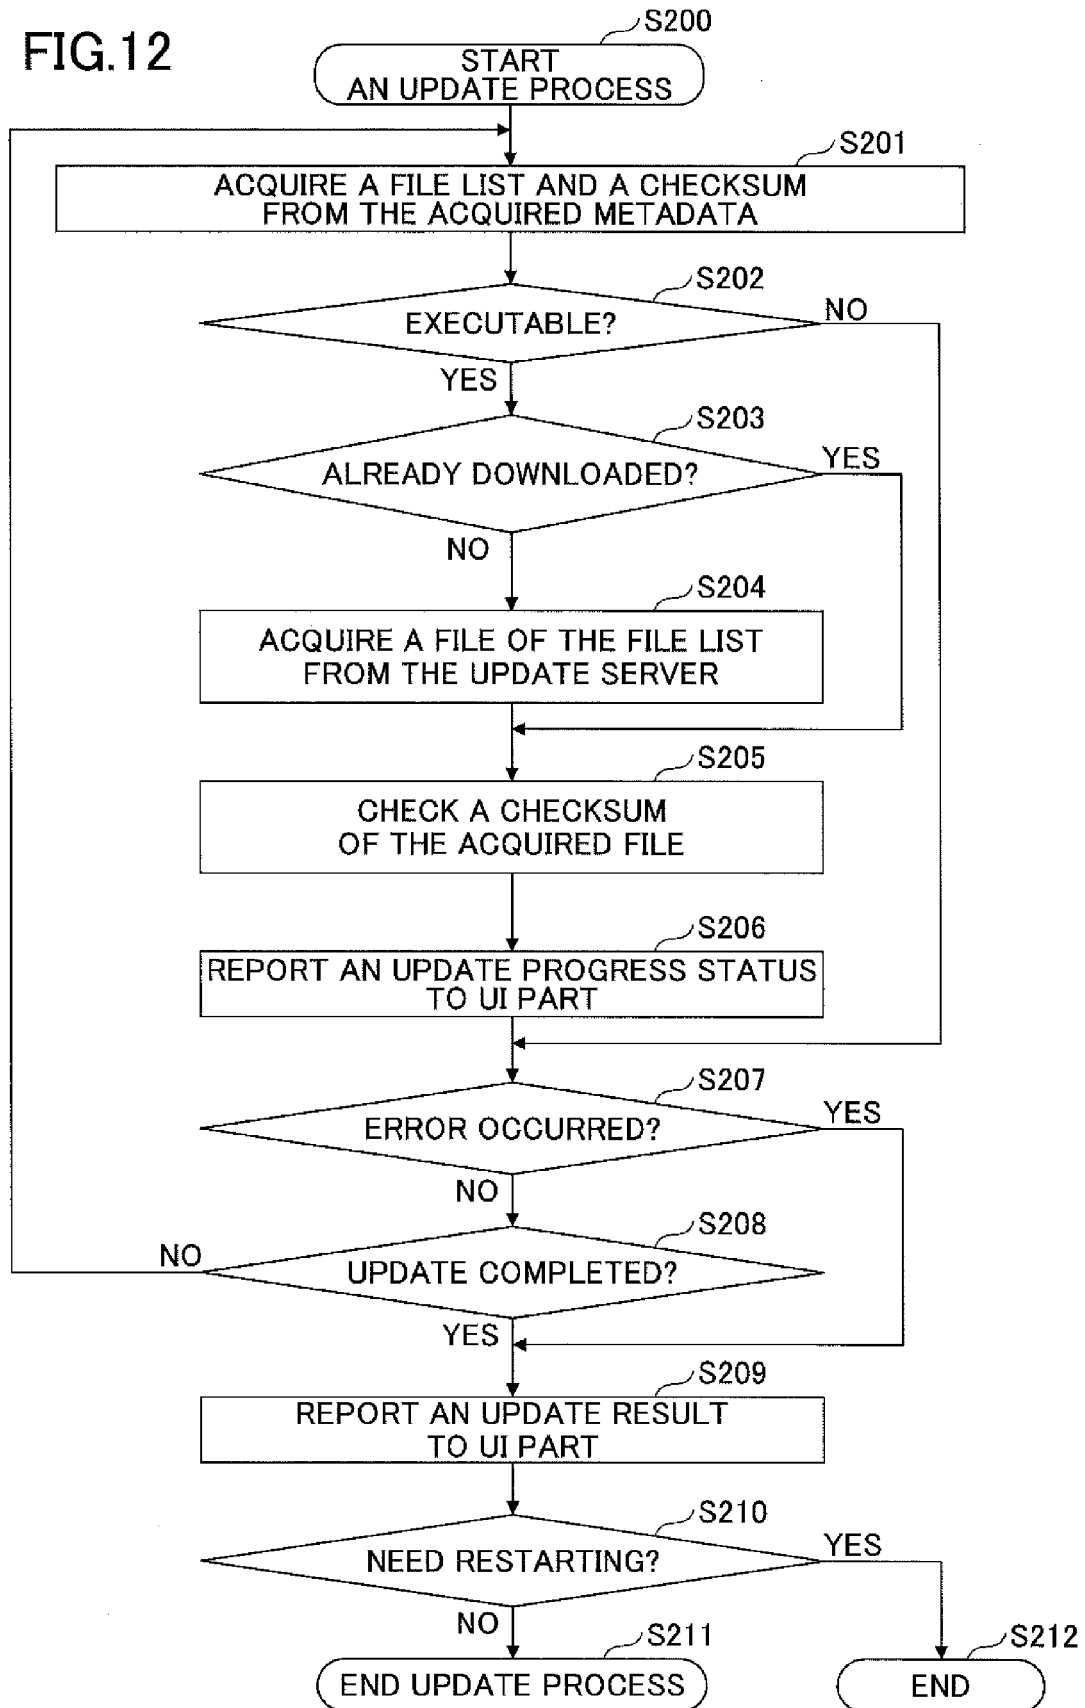 FIG.12
S200
START
AN UPDATE PROCESS
S201
ACQUIRE A FILE LIST AND A CHECKSUM
FROM THE ACQUIRED METADATA
S202
EXECUTABLE?
NO
YES
S203
ALREADY DOWNLOADED?
YES
NO
S204
ACQUIRE A FILE OF THE FILE LIST
FROM THE UPDATE SERVER
S205
CHECK A CHECKSUM
OF THE ACQUIRED FILE
S206
REPORT AN UPDATE PROGRESS STATUS
TO UI PART
S207
ERROR OCCURRED?
YES
NO
S208
NO
UPDATE COMPLETED?
YES
S209
REPORT AN UPDATE RESULT
TO UI PART
S210
NEED RESTARTING?
YES
NO
S211
END UPDATE PROCESS
S212
END